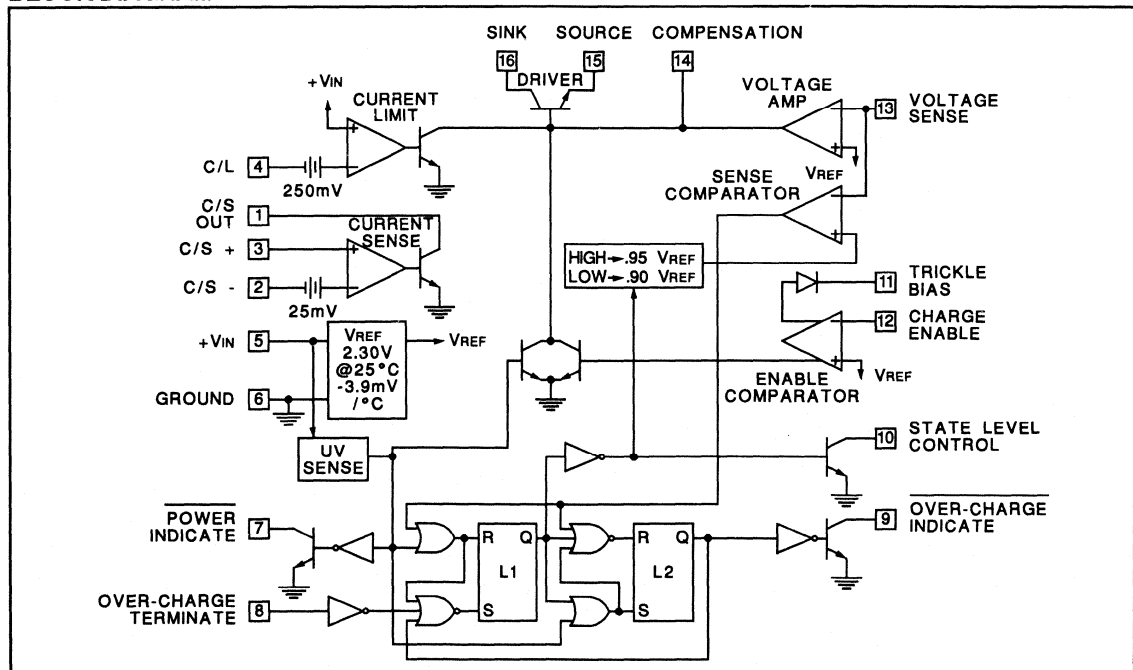 SINK SOURCE COMPENSATION
16 15 14
DRIVER
+VIN
CURRENT
LIMIT
VOLTAGE
AMP
13 VOLTAGE
SENSE
+
−
+
VREF
C/L 4
250mV
SENSE
COMPARATOR
C/S
OUT 1
CURRENT
SENSE
C/S + 3
+
−
+
HIGH→.95 VREF
LOW→.90 VREF
C/S - 2
25mV
11 TRICKLE
BIAS
12 CHARGE
ENABLE
+VIN 5
VREF
2.30V
@25°C
-3.9mV
/°C
VREF
−
+
VREF
ENABLE
COMPARATOR
GROUND 6
UV
SENSE
10 STATE LEVEL
CONTROL
POWER
INDICATE 7
R Q
L1
S
R Q
L2
S
9 OVER-CHARGE
INDICATE
OVER-CHARGE
TERMINATE 8